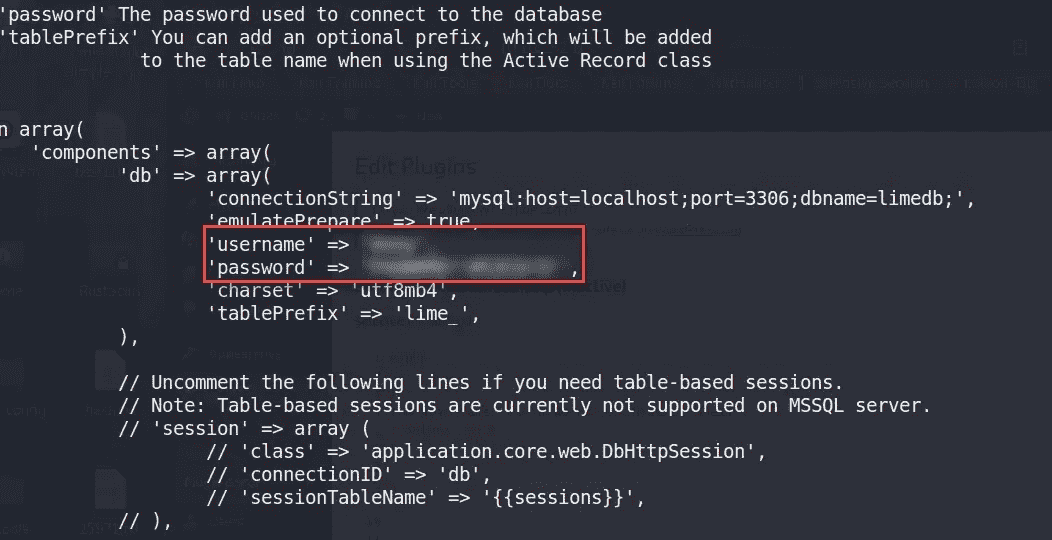 'password' The password used to connect to the database
'tablePrefix' You can add an optional prefix, which will be added
to the table name when using the Active Record class
n array(
'components' => array(
'db' => array(
'connectionString' => 'mysql:host=localhost;port=3306;dbname=limedb;',
'emulatePrepare' => true,
'username' =>
'password' => ,
'charset' => 'utf8mb4',
'tablePrefix' => 'lime_',
),
// Uncomment the following lines if you need table-based sessions.
// Note: Table-based sessions are currently not supported on MSSQL server.
// 'session' => array (
// 'class' => 'application.core.web.DbHttpSession',
// 'connectionID' => 'db',
// 'sessionTableName' => '{{sessions}}',
// ),
Edit Plugins